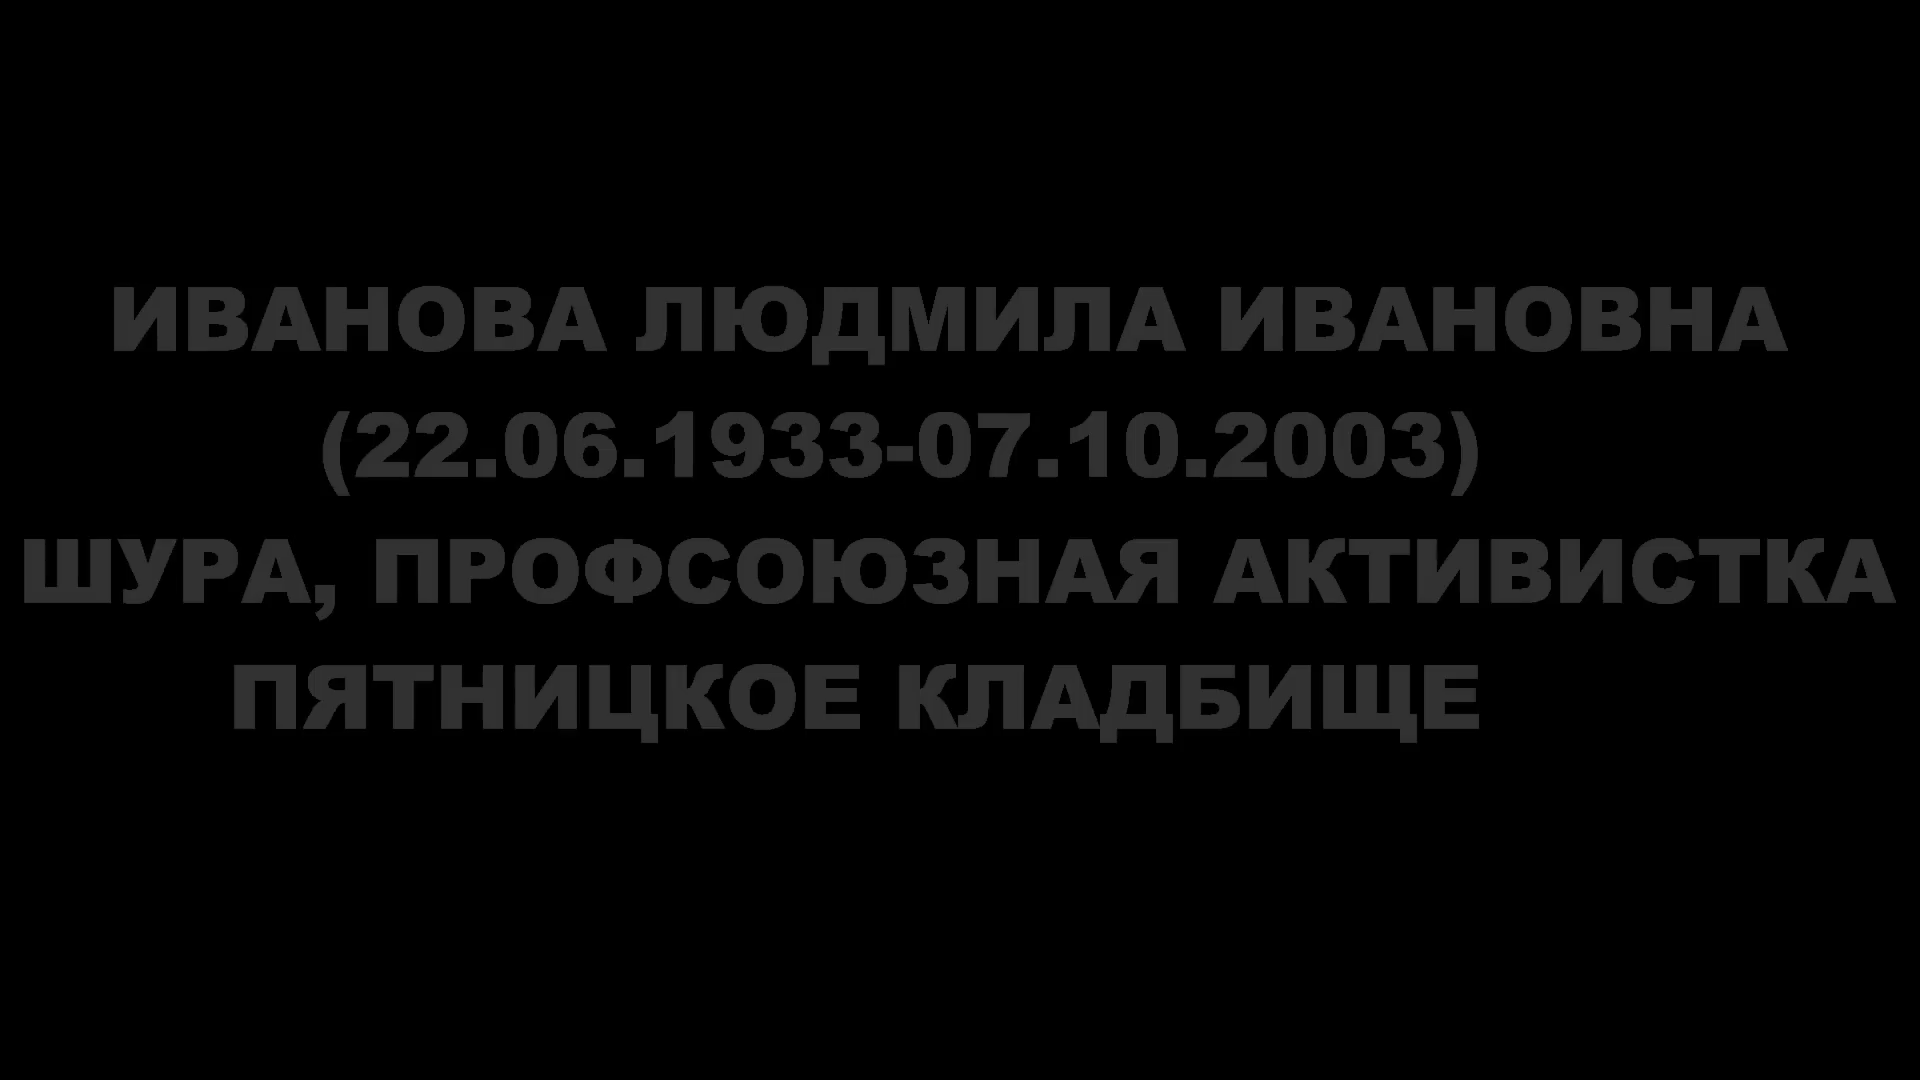 ИВАНОВА ЛЮДМИЛА ИВАНОВНА
(22.06.1933-07.10.2003)
ШУРА, ПРОФСОЮЗНАЯ АКТИВИСТКА
ПЯТНИЦКОЕ КЛАДБИЩЕ